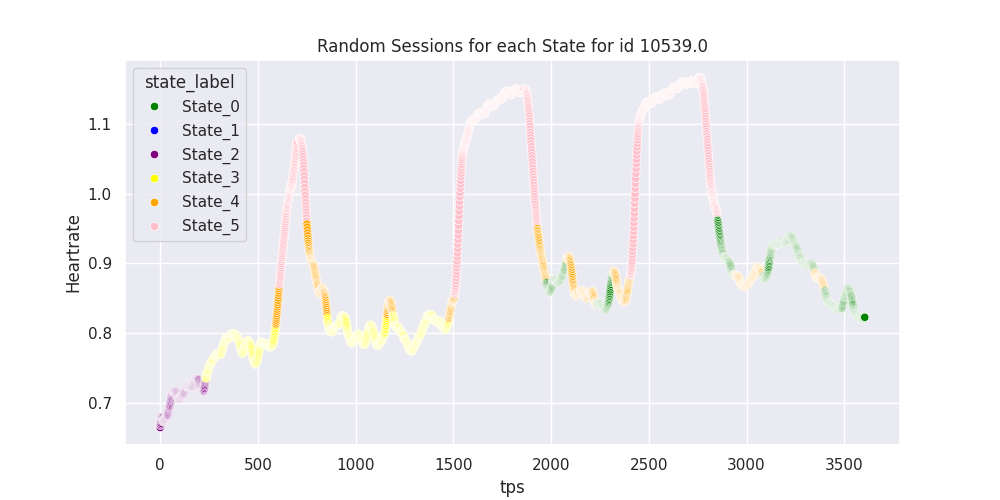 Random Sessions for each State for id 10539.0
state_label
State_0
State_1
State_2
State_3
State_4
State_5
Heartrate
1.1
1.0
0.9
0.8
0.7
0 500 1000 1500 2000 2500 3000 3500
tps